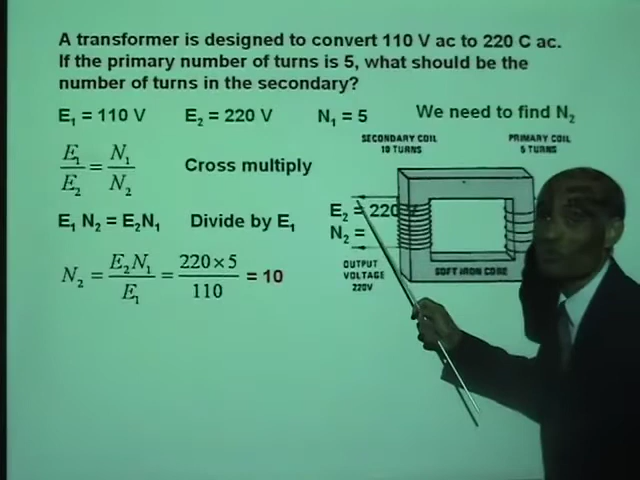 A transformer is designed to convert 110 V ac to 220 C ac.
If the primary number of turns is 5, what should be the
number of turns in the secondary?
E₁ = 110 V E₂ = 220 V N₁ = 5 We need to find N₂
SECONDARY COIL
10 TURNS
PRIMARY COIL
5 TURNS
E₁/E₂ = N₁/N₂ Cross multiply
E₁ N₂ = E₂N₁ Divide by E₁
E₂ = 220
N₂ =
N₂ = E₂N₁/E₁ = 220×5/110 = 10
OUTPUT
VOLTAGE
220V
SOFT IRON CORE